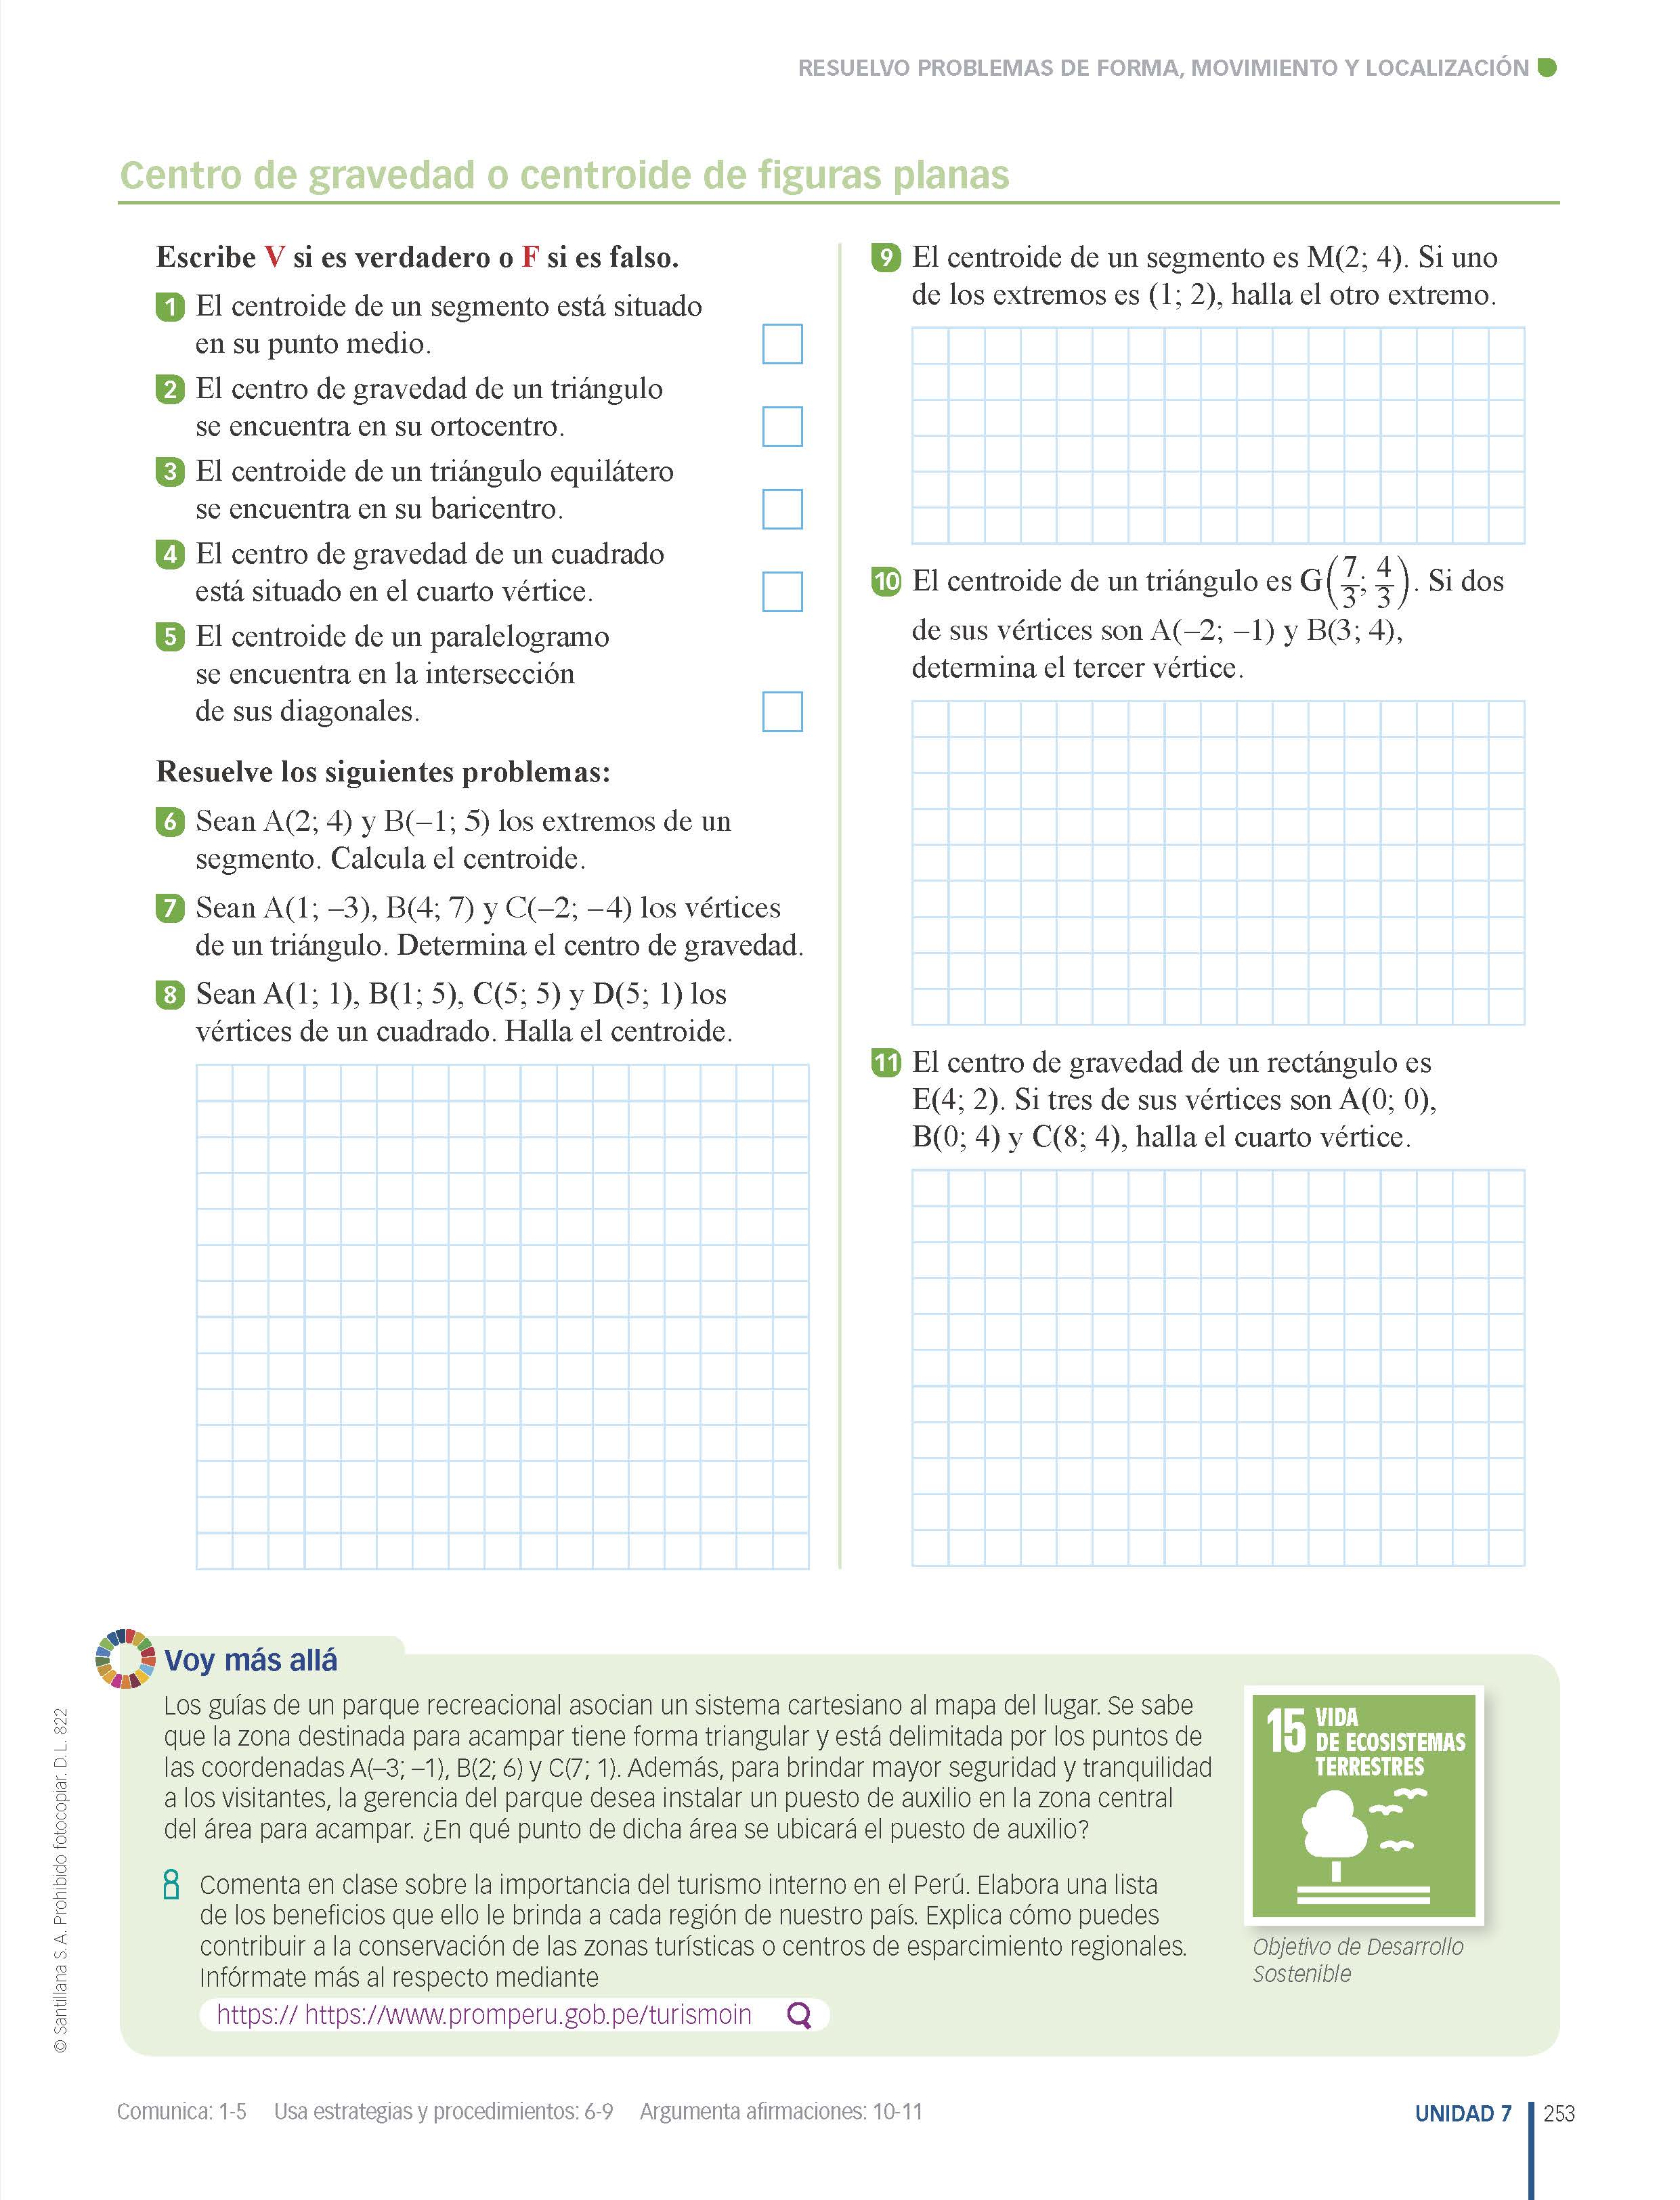 RESUELVO PROBLEMAS DE FORMA, MOVIMIENTO Y LOCALIZACIÓN
Centro de gravedad o centroide de figuras planas
Escribe V si es verdadero o F si es falso.
1 El centroide de un segmento está situado
en su punto medio.
2 El centro de gravedad de un triángulo
se encuentra en su ortocentro.
3 El centroide de un triángulo equilátero
se encuentra en su baricentro.
4 El centro de gravedad de un cuadrado
está situado en el cuarto vértice.
5 El centroide de un paralelogramo
se encuentra en la intersección
de sus diagonales.
Resuelve los siguientes problemas:
6 Sean A(2; 4) y B(–1; 5) los extremos de un
segmento. Calcula el centroide.
7 Sean A(1; –3), B(4; 7) y C(–2; –4) los vértices
de un triángulo. Determina el centro de gravedad.
8 Sean A(1; 1), B(1; 5), C(5; 5) y D(5; 1) los
vértices de un cuadrado. Halla el centroide.
9 El centroide de un segmento es M(2; 4). Si uno
de los extremos es (1; 2), halla el otro extremo.
10 El centroide de un triángulo es G(7/3; 4/3). Si dos
de sus vértices son A(–2; –1) y B(3; 4),
determina el tercer vértice.
11 El centro de gravedad de un rectángulo es
E(4; 2). Si tres de sus vértices son A(0; 0),
B(0; 4) y C(8; 4), halla el cuarto vértice.
Voy más allá
Los guías de un parque recreacional asocian un sistema cartesiano al mapa del lugar. Se sabe
que la zona destinada para acampar tiene forma triangular y está delimitada por los puntos de
las coordenadas A(–3; –1), B(2; 6) y C(7; 1). Además, para brindar mayor seguridad y tranquilidad
a los visitantes, la gerencia del parque desea instalar un puesto de auxilio en la zona central
del área para acampar. ¿En qué punto de dicha área se ubicará el puesto de auxilio?
Comenta en clase sobre la importancia del turismo interno en el Perú. Elabora una lista
de los beneficios que ello le brinda a cada región de nuestro país. Explica cómo puedes
contribuir a la conservación de las zonas turísticas o centros de esparcimiento regionales.
Infórmate más al respecto mediante
https:// https://www.promperu.gob.pe/turismoin
15 VIDA
DE ECOSISTEMAS
TERRESTRES
Objetivo de Desarrollo
Sostenible
© Santillana S. A. Prohibido fotocopiar. D. L. 822
Comunica: 1-5 Usa estrategias y procedimientos: 6-9 Argumenta afirmaciones: 10-11
UNIDAD 7 253